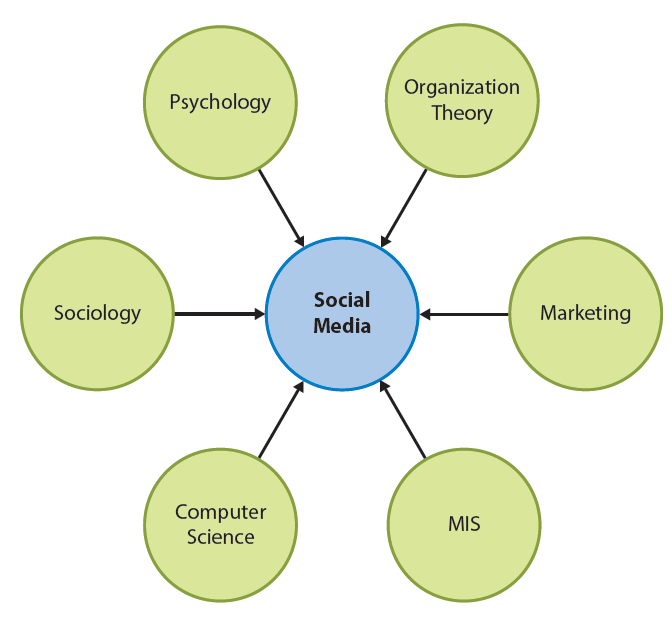 Psychology
Organization
Theory
Sociology
Social
Media
Marketing
Computer
Science
MIS